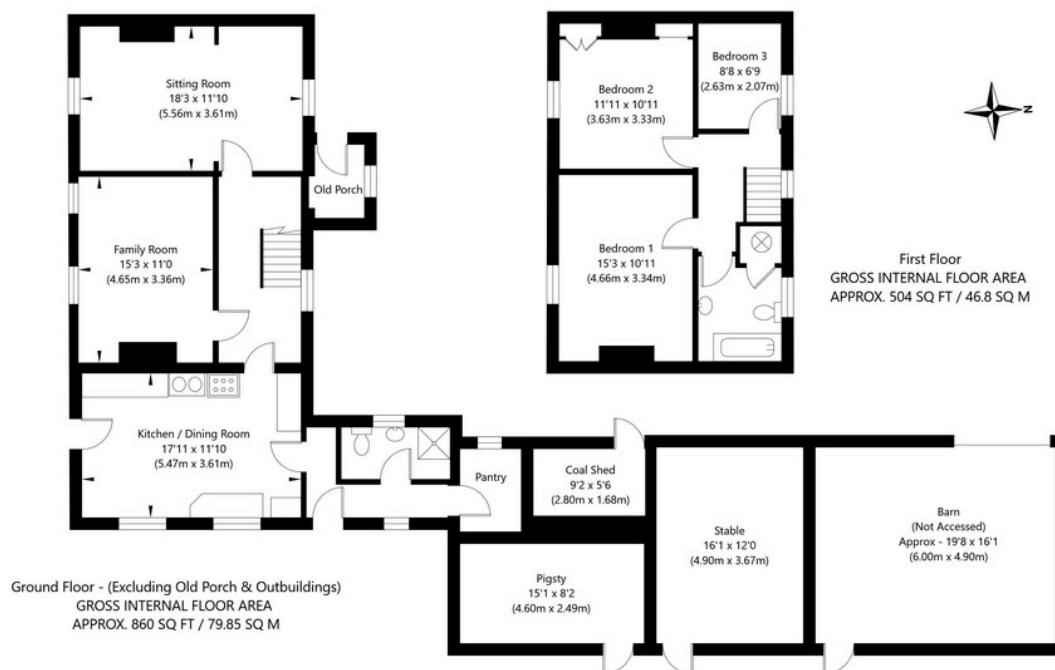 Sitting Room
18'3 x 11'10
(5.56m x 3.61m)
Old Porch
Family Room
15'3 x 11'0
(4.65m x 3.36m)
Kitchen / Dining Room
17'11 x 11'10
(5.47m x 3.61m)
Pantry
Coal Shed
9'2 x 5'6
(2.80m x 1.68m)
Pigsty
15'1 x 8'2
(4.60m x 2.49m)
Stable
16'1 x 12'0
(4.90m x 3.67m)
Barn
(Not Accessed)
Approx - 19'8 x 16'1
(6.00m x 4.90m)
Ground Floor - (Excluding Old Porch & Outbuildings)
GROSS INTERNAL FLOOR AREA
APPROX. 860 SQ FT / 79.85 SQ M
Bedroom 2
11'11 x 10'11
(3.63m x 3.33m)
Bedroom 3
8'8 x 6'9
(2.63m x 2.07m)
Bedroom 1
15'3 x 10'11
(4.66m x 3.34m)
N
First Floor
GROSS INTERNAL FLOOR AREA
APPROX. 504 SQ FT / 46.8 SQ M